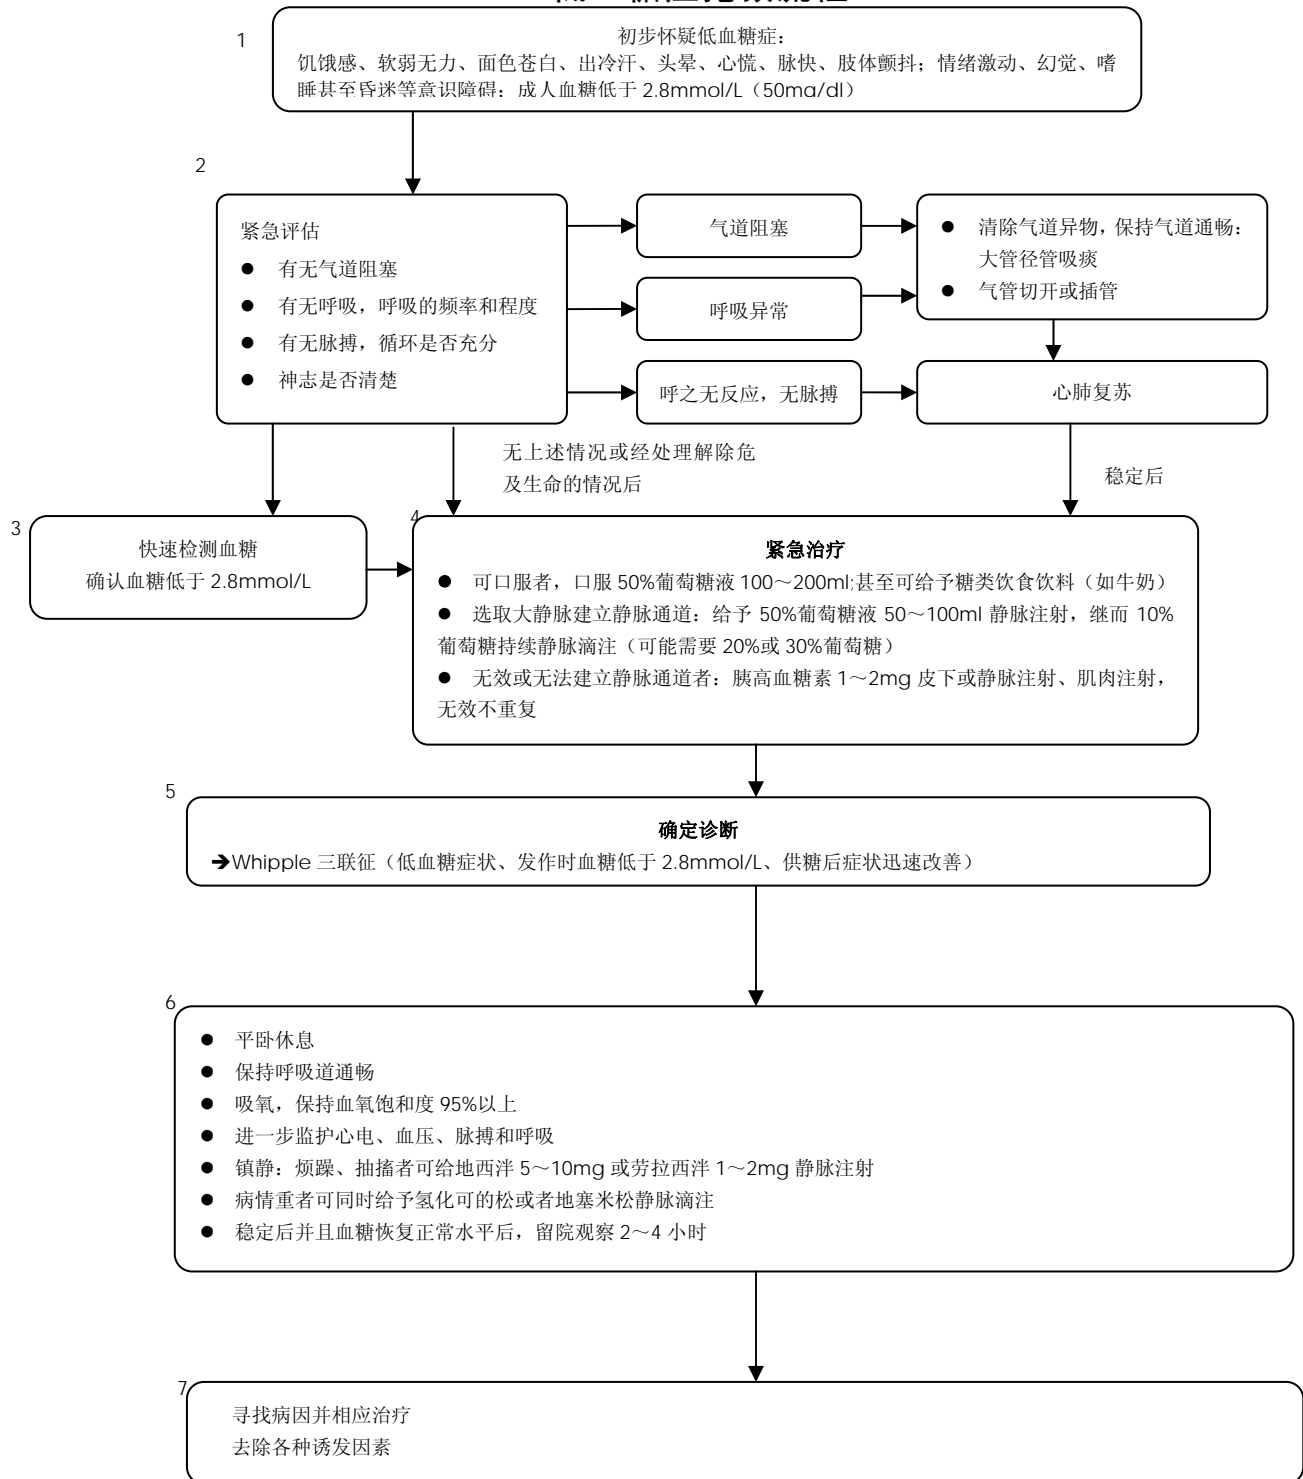 1
初步怀疑低血糖症:
饥饿感、软弱无力、面色苍白、出冷汗、头晕、心慌、脉快、肢体颤抖；情绪激动、幻觉、嗜
睡甚至昏迷等意识障碍；成人血糖低于 2.8mmol/L（50mg/dl）
2
紧急评估
● 有无气道阻塞
● 有无呼吸，呼吸的频率和程度
● 有无脉搏，循环是否充分
● 神志是否清楚
气道阻塞
呼吸异常
呼之无反应，无脉搏
● 清除气道异物，保持气道通畅:
大管径管吸痰
● 气管切开或插管
心肺复苏
无上述情况或经处理解除危
及生命的情况后
稳定后
3
快速检测血糖
确认血糖低于 2.8mmol/L
4
紧急治疗
● 可口服者，口服 50%葡萄糖液 100～200ml;甚至可给予糖类饮食饮料（如牛奶）
● 选取大静脉建立静脉通道：给予 50%葡萄糖液 50～100ml 静脉注射，继而 10%
葡萄糖持续静脉滴注（可能需要 20%或 30%葡萄糖）
● 无效或无法建立静脉通道者：胰高血糖素 1～2mg 皮下或静脉注射、肌肉注射，
无效不重复
5
确定诊断
➔Whipple 三联征（低血糖症状、发作时血糖低于 2.8mmol/L、供糖后症状迅速改善）
6
● 平卧休息
● 保持呼吸道通畅
● 吸氧，保持血氧饱和度 95%以上
● 进一步监护心电、血压、脉搏和呼吸
● 镇静：烦躁、抽搐者可给地西泮 5～10mg 或劳拉西泮 1～2mg 静脉注射
● 病情重者可同时给予氢化可的松或者地塞米松静脉滴注
● 稳定后并且血糖恢复正常水平后，留院观察 2～4 小时
7
寻找病因并相应治疗
去除各种诱发因素